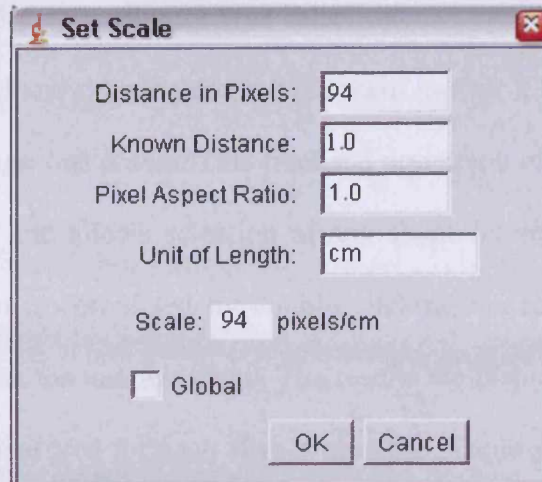 Set Scale
Distance in Pixels: 94
Known Distance: 1.0
Pixel Aspect Ratio: 1.0
Unit of Length: cm
Scale: 94 pixels/cm
Global
OK Cancel